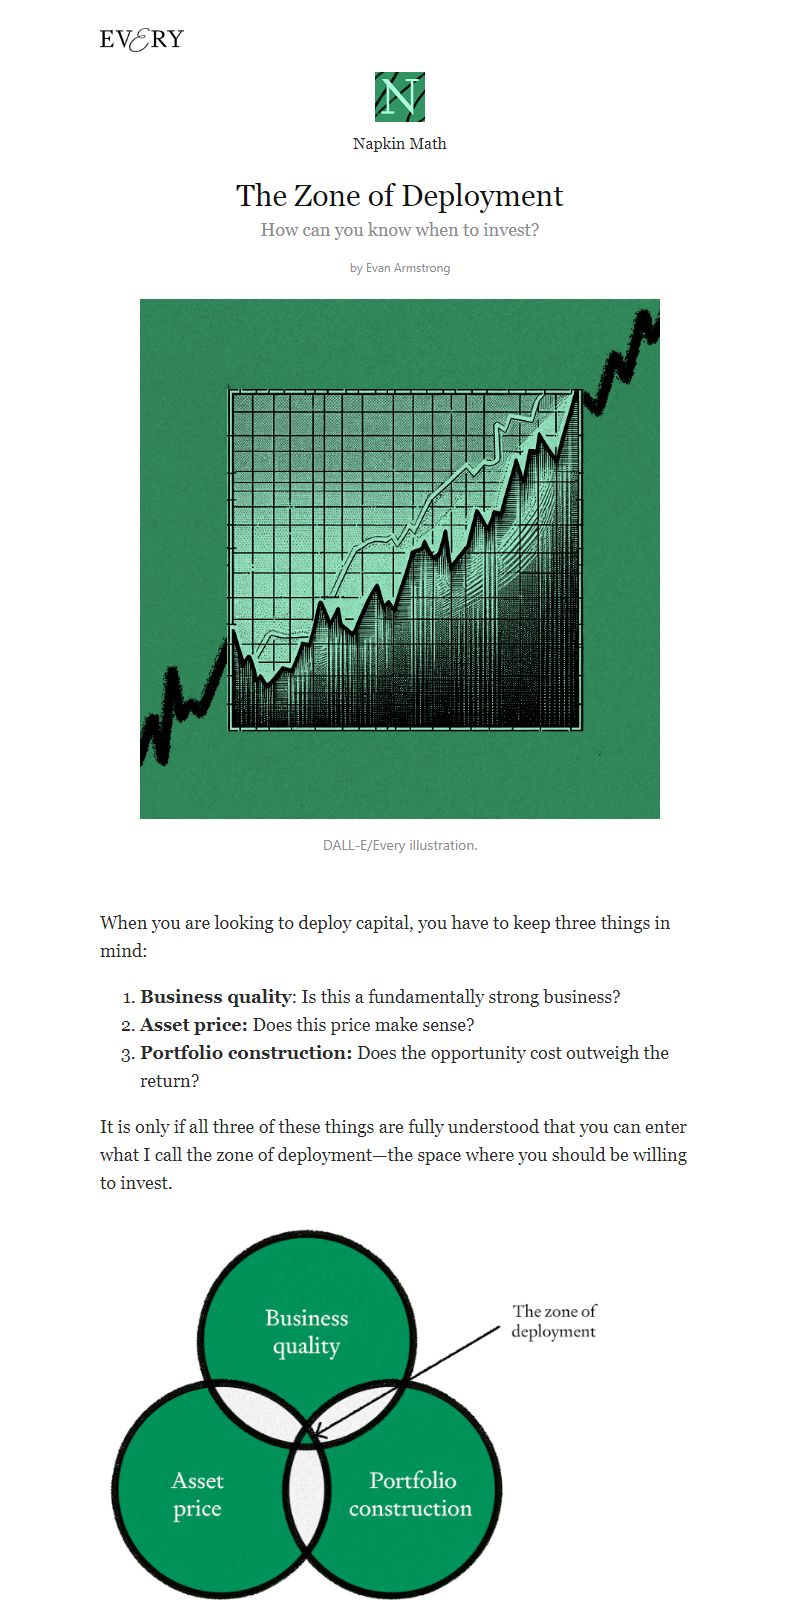 EVERY
N
Napkin Math
The Zone of Deployment
How can you know when to invest?
by Evan Armstrong
DALL-E/Every illustration.
When you are looking to deploy capital, you have to keep three things in
mind:
1. Business quality: Is this a fundamentally strong business?
2. Asset price: Does this price make sense?
3. Portfolio construction: Does the opportunity cost outweigh the
return?
It is only if all three of these things are fully understood that you can enter
what I call the zone of deployment—the space where you should be willing
to invest.
Business
quality
The zone of
deployment
Asset
price
Portfolio
construction